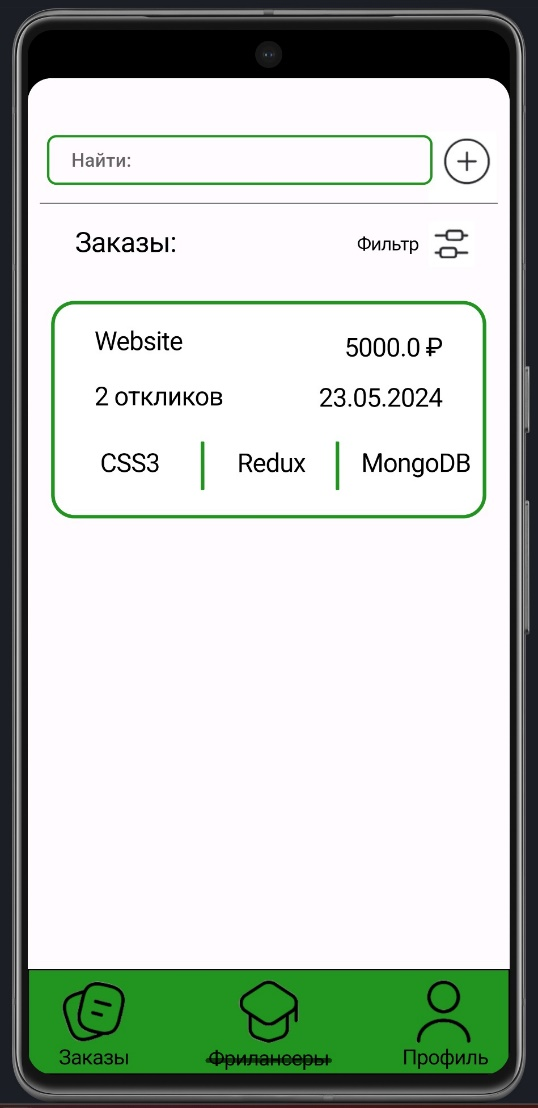 Найти:
Заказы: Фильтр
Website 5000.0 ₽
2 откликов 23.05.2024
CSS3 Redux MongoDB
Заказы Фрилансеры Профиль